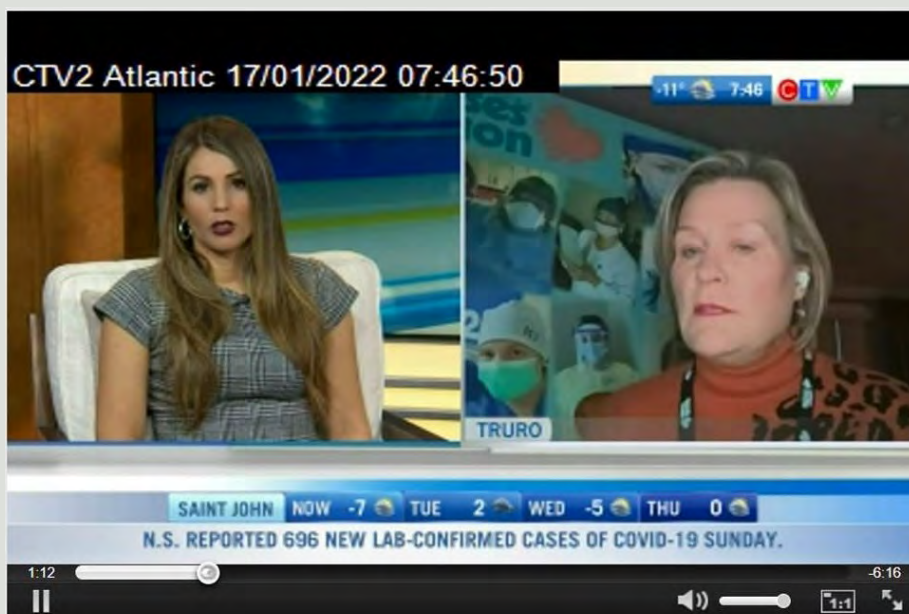 CTV2 Atlantic 17/01/2022 07:46:50
-11° 7:46 CTV
TRURO
SAINT JOHN NOW -7 TUE 2 WED -5 THU 0
N.S. REPORTED 696 NEW LAB-CONFIRMED CASES OF COVID-19 SUNDAY.
1:12 -6:16
1:1